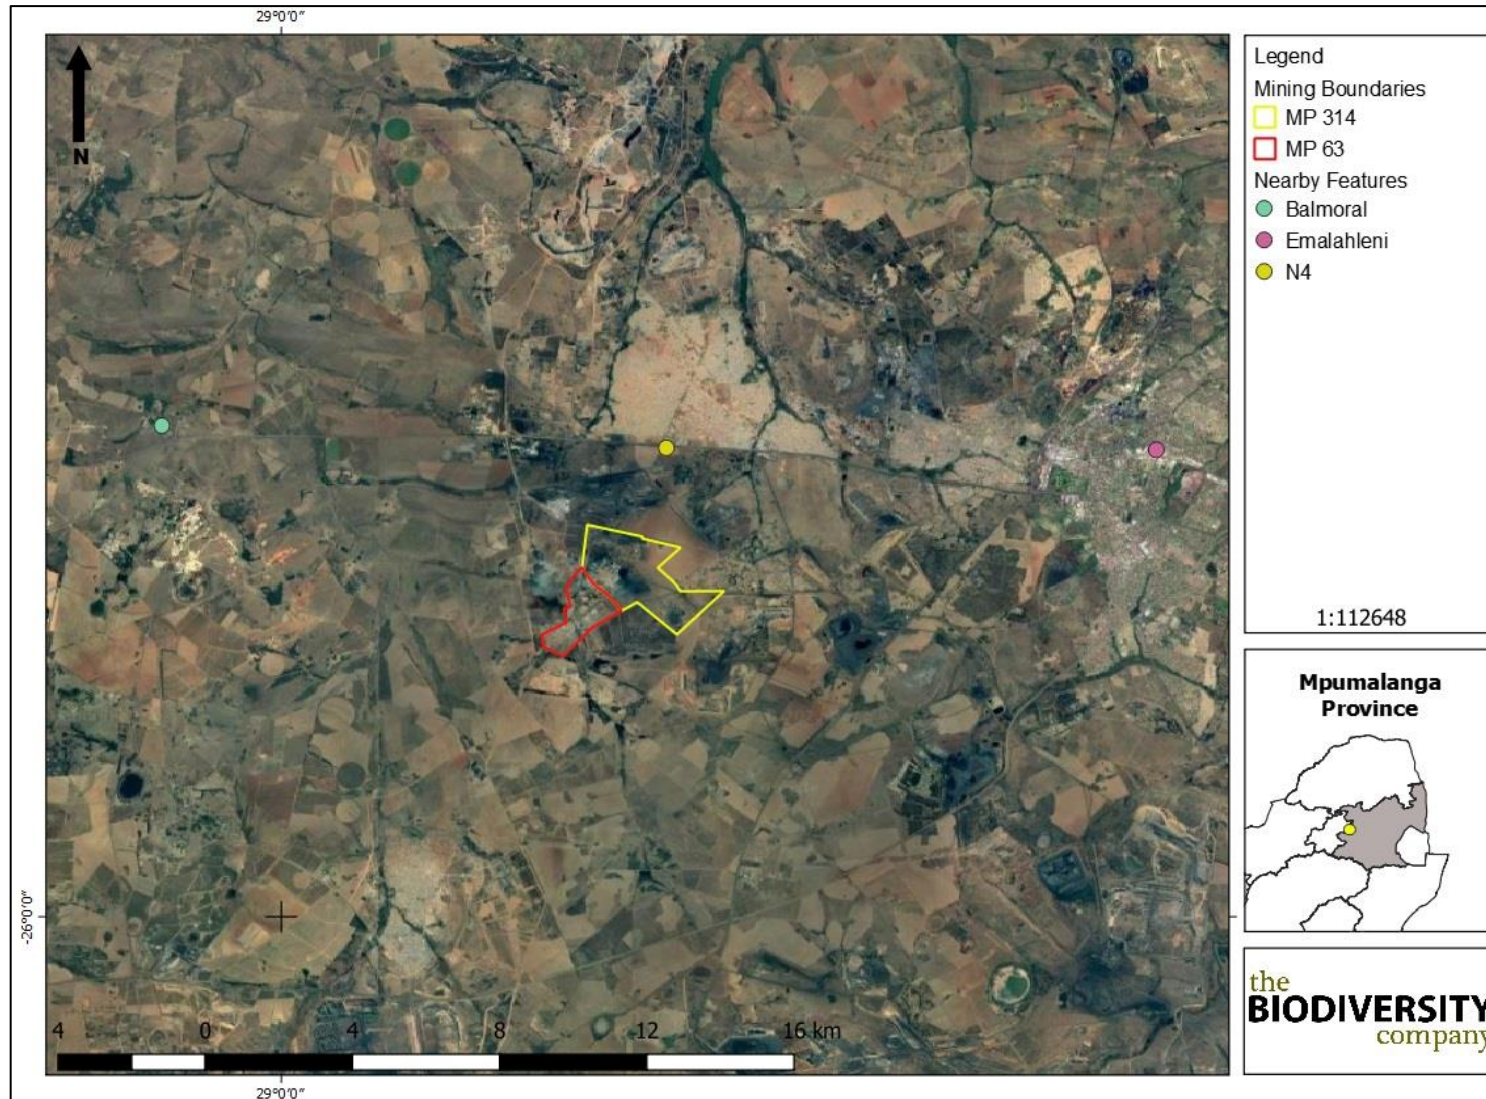 29°0'0"
N
Legend
Mining Boundaries
MP 314
MP 63
Nearby Features
Balmoral
Emalahleni
N4
1:112648
Mpumalanga
Province
-26°0'0"
4 0 4 8 12 16 km
29°0'0"
the
BIODIVERSITY
company